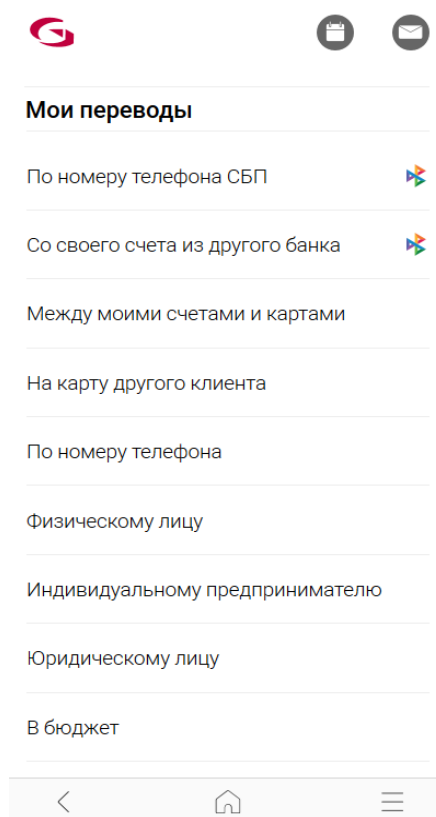 Мои переводы
По номеру телефона СБП
Со своего счета из другого банка
Между моими счетами и картами
На карту другого клиента
По номеру телефона
Физическому лицу
Индивидуальному предпринимателю
Юридическому лицу
В бюджет